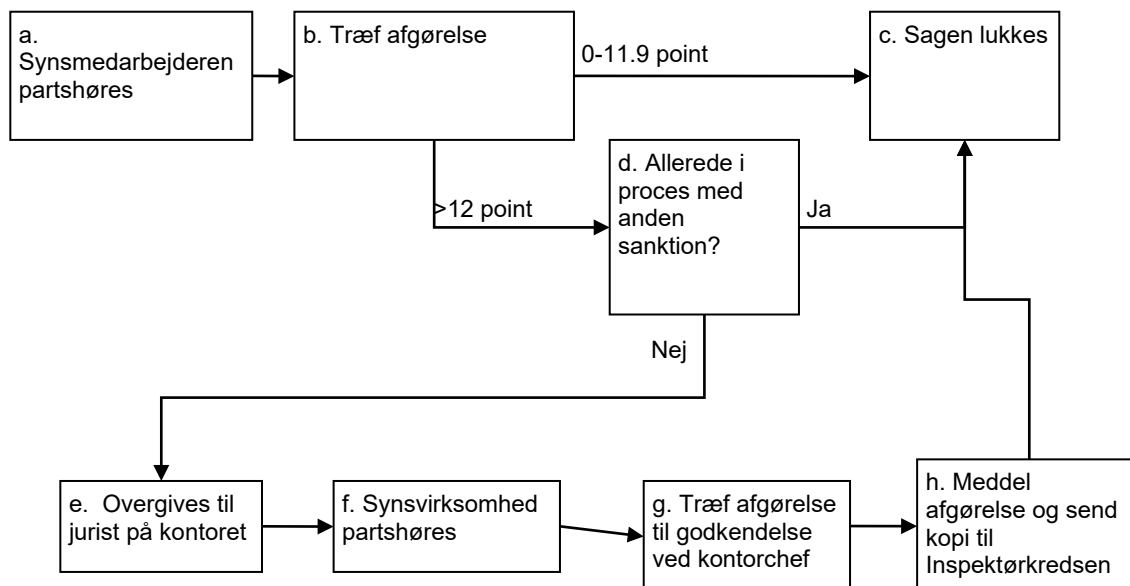 a.
Synsmedarbejderen
partshøres
b. Træf afgørelse
0-11.9 point
c. Sagen lukkes
>12 point
d. Allerede i
proces med
anden
sanktion?
Ja
Nej
e. Overgives til
jurist på kontoret
f. Synsvirksomhed
partshøres
g. Træf afgørelse
til godkendelse
ved kontorchef
h. Meddel
afgørelse og send
kopi til
Inspektørkredsen